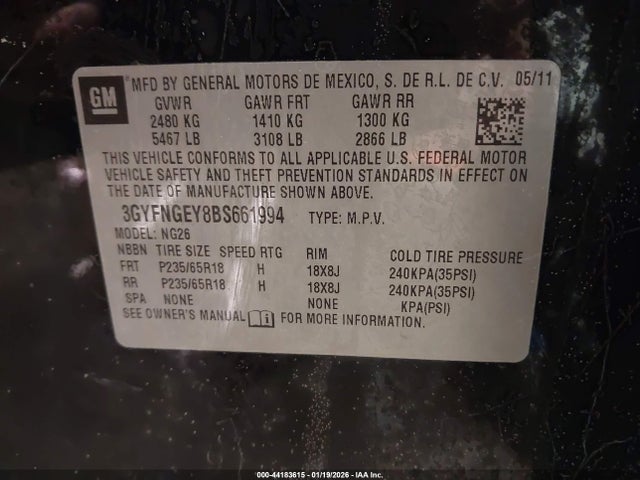 GM ®MFD BY GENERAL MOTORS DE MEXICO, S. DE R.L. DE C.V. 05/11
GVWR GAWR FRT GAWR RR
2480 KG 1410 KG 1300 KG
5467 LB 3108 LB 2866 LB
THIS VEHICLE CONFORMS TO ALL APPLICABLE U.S. FEDERAL MOTOR
VEHICLE SAFETY AND THEFT PREVENTION STANDARDS IN EFFECT ON
THE DATE OF MANUFACTURE SHOWN ABOVE.
3GYFNGEY8BS661994 TYPE: M.P.V.
MODEL: NG26
NBBN TIRE SIZE SPEED RTG RIM COLD TIRE PRESSURE
FRT P235/65R18 H 18X8J 240KPA(35PSI)
RR P235/65R18 H 18X8J 240KPA(35PSI)
SPA NONE NONE KPA(PSI)
SEE OWNER'S MANUAL FOR MORE INFORMATION.
000-44183615 - 01/19/2026 - IAA Inc.